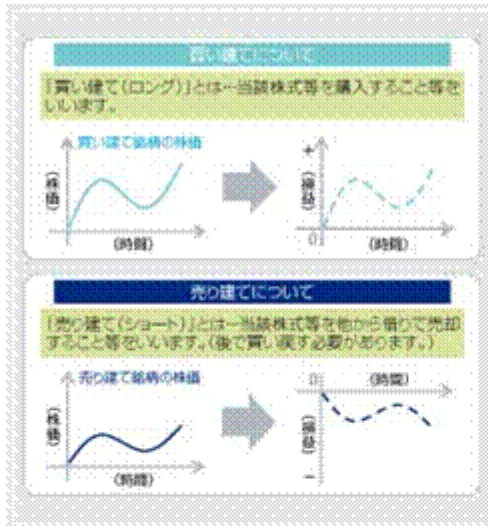 買い建てについて
「買い建て(ロング)」とは…当該株式等を購入すること等を
いいます。
買い建て銘柄の株価
(株価)
(時間)
+
(損益)
0
(時間)
売り建てについて
「売り建て(ショート)」とは…当該株式等を他から借りて売却
すること等をいいます。(後で買い戻す必要があります。)
売り建て銘柄の株価
(株価)
(時間)
0
(時間)
(損益)
−